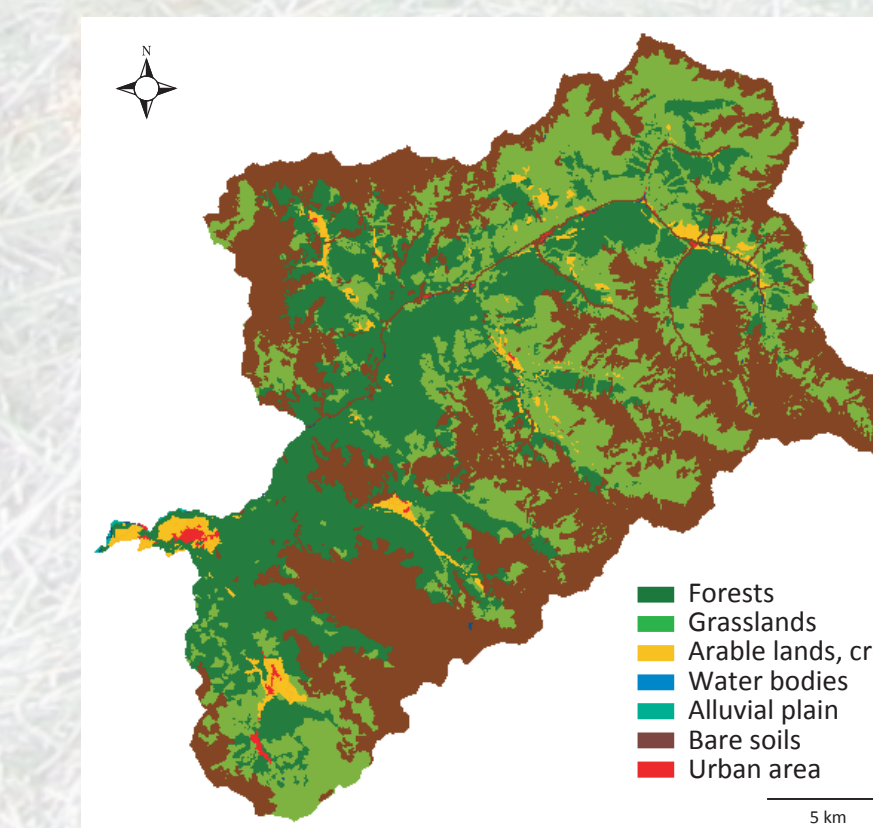 N
Forests
Grasslands
Arable lands, cr
Water bodies
Alluvial plain
Bare soils
Urban area
5 km